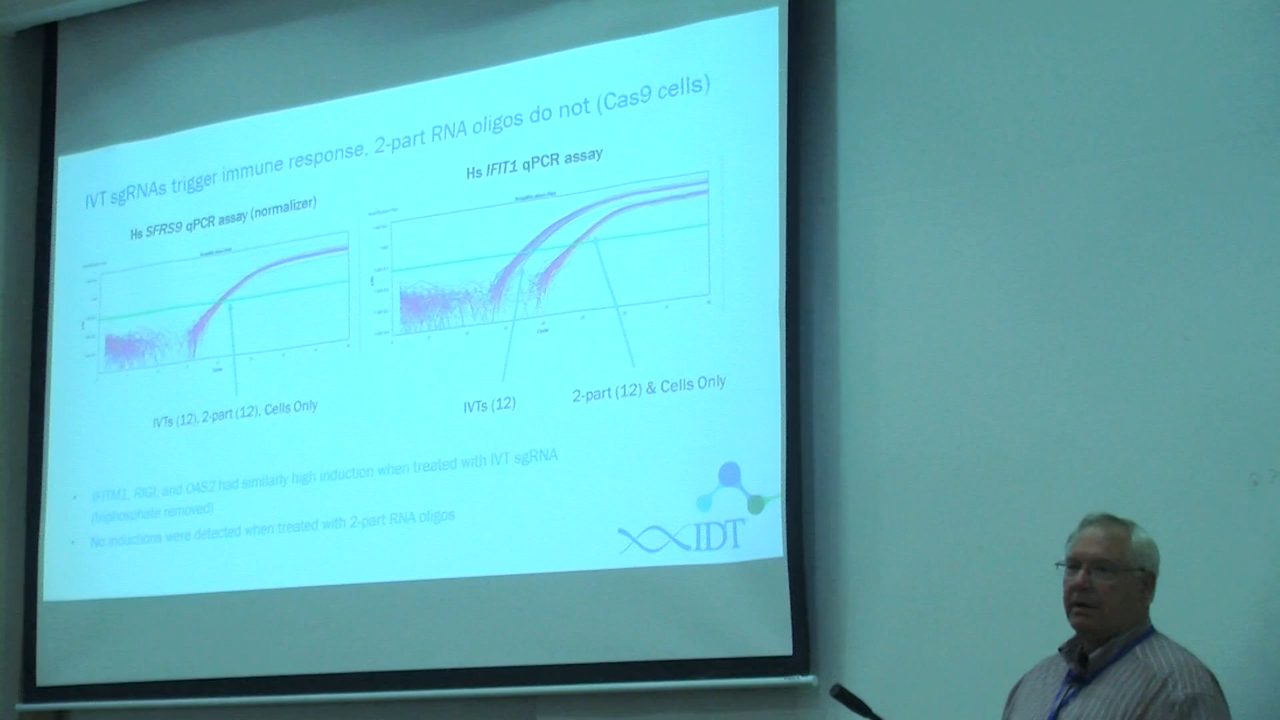 IVT sgRNAs trigger immune response, 2-part RNA oligos do not (Cas9 cells)
Hs SFRS9 qPCR assay (normalizer)
Hs IFIT1 qPCR assay
IVTs (12), 2-part (12), Cells Only
IVTs (12)
2-part (12) & Cells Only
• IFITM1, RIGI, and OAS2 had similarly high induction when treated with IVT sgRNA
(triphosphate removed)
• No inductions were detected when treated with 2-part RNA oligos
IDT